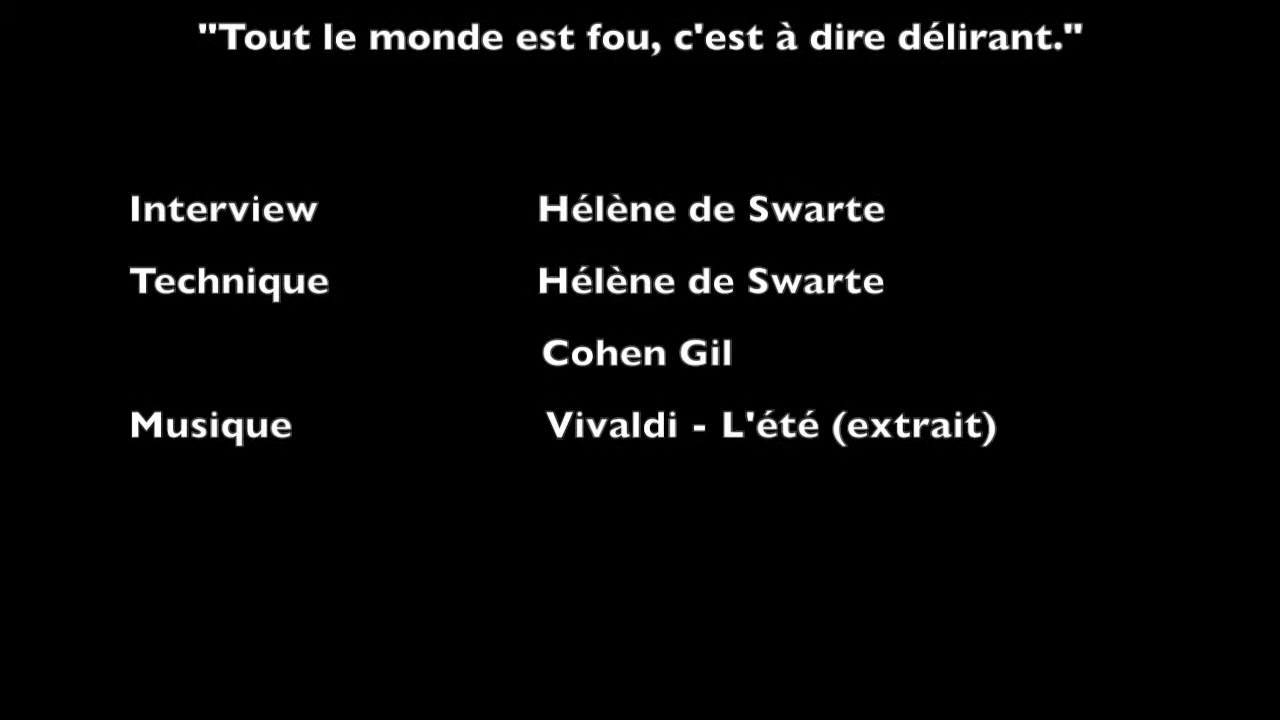 "Tout le monde est fou, c'est à dire délirant."
Interview Hélène de Swarte
Technique Hélène de Swarte
Cohen Gil
Musique Vivaldi - L'été (extrait)